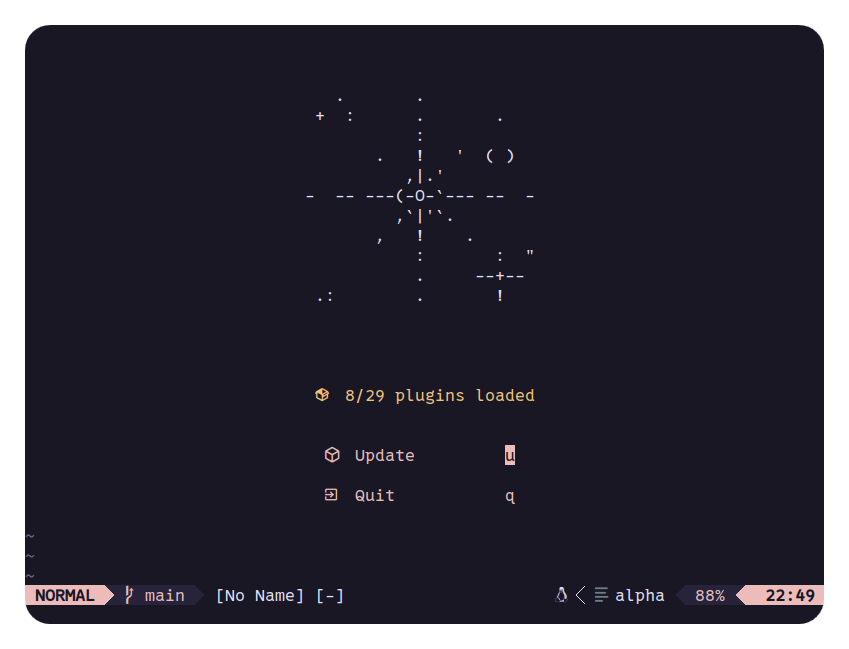 .       .
 +  :      .       .
           :
       .   !   '  ( )
          ,|.'
-  -- ---(-O-`--- --  -
         ,`|'`.
       ,   !     .
           :       :  "
           .     --+--
 .:        .       !
8/29 plugins loaded
Update u
Quit q
~
~
~
NORMAL main [No Name] [-] alpha 88% 22:49